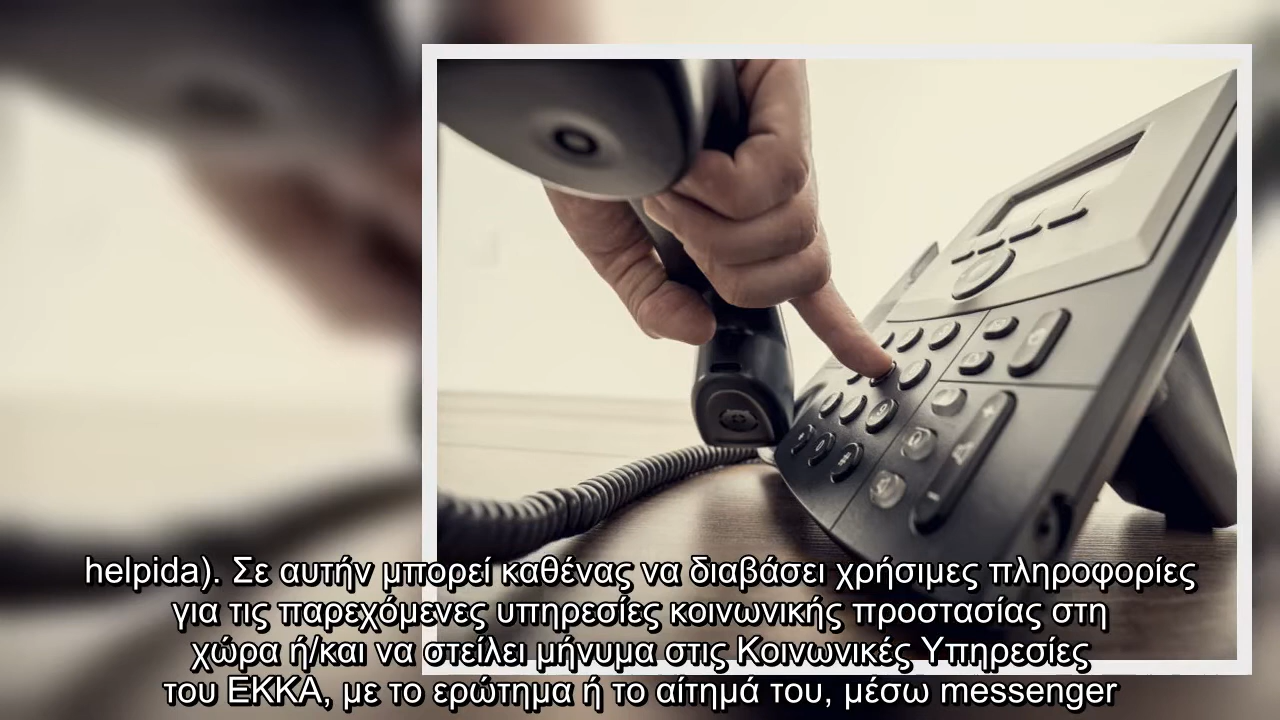 helpida). Σε αυτήν μπορεί καθένας να διαβάσει χρήσιμες πληροφορίες
για τις παρεχόμενες υπηρεσίες κοινωνικής προστασίας στη
χώρα ή/και να στείλει μήνυμα στις Κοινωνικές Υπηρεσίες
του ΕΚΚΑ, με το ερώτημα ή το αίτημά του, μέσω messenger